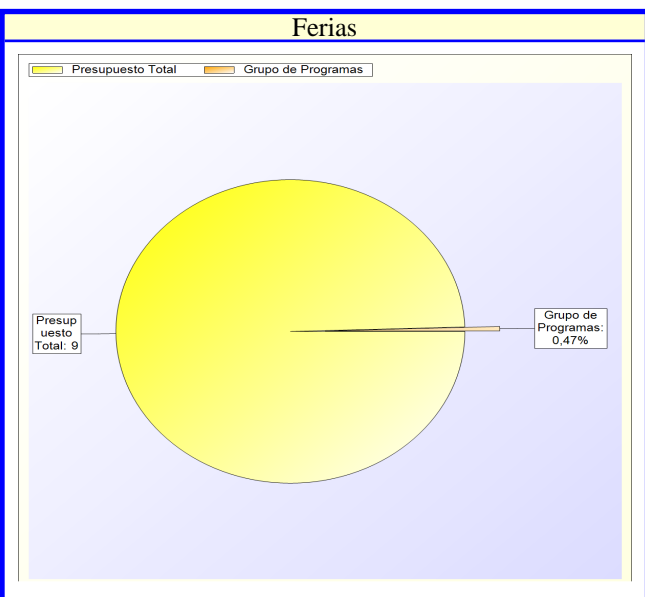 Ferias
Presupuesto Total
Grupo de Programas
Presup
uesto
Total: 9
Grupo de
Programas:
0,47%